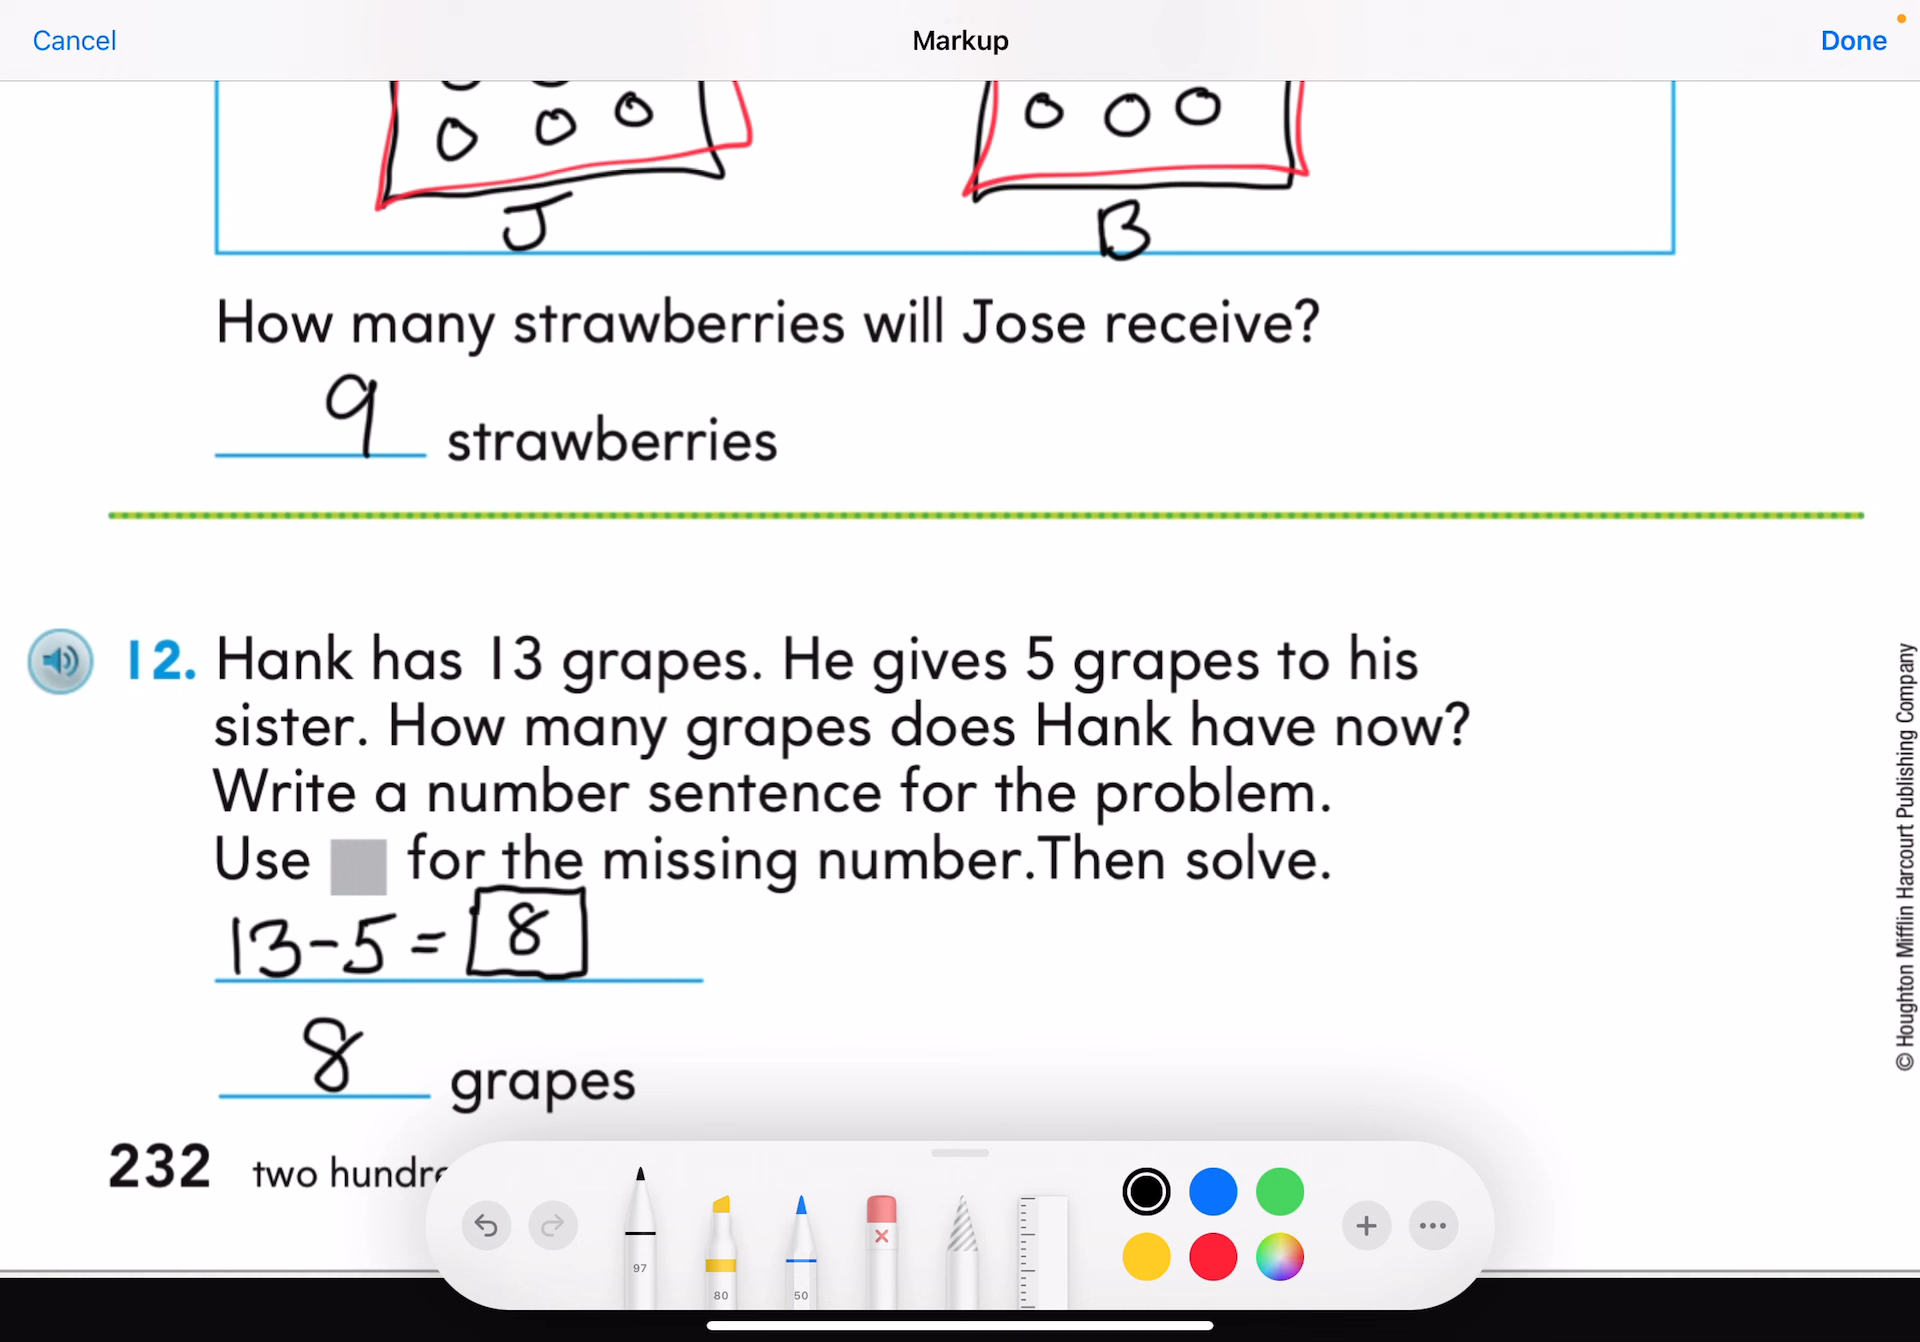 Cancel
Markup
Done
J
B
How many strawberries will Jose receive?
9 strawberries
12. Hank has 13 grapes. He gives 5 grapes to his
sister. How many grapes does Hank have now?
Write a number sentence for the problem.
Use for the missing number.Then solve.
13-5 = 8
8 grapes
© Houghton Mifflin Harcourt Publishing Company
232 two hundre
97
80
50